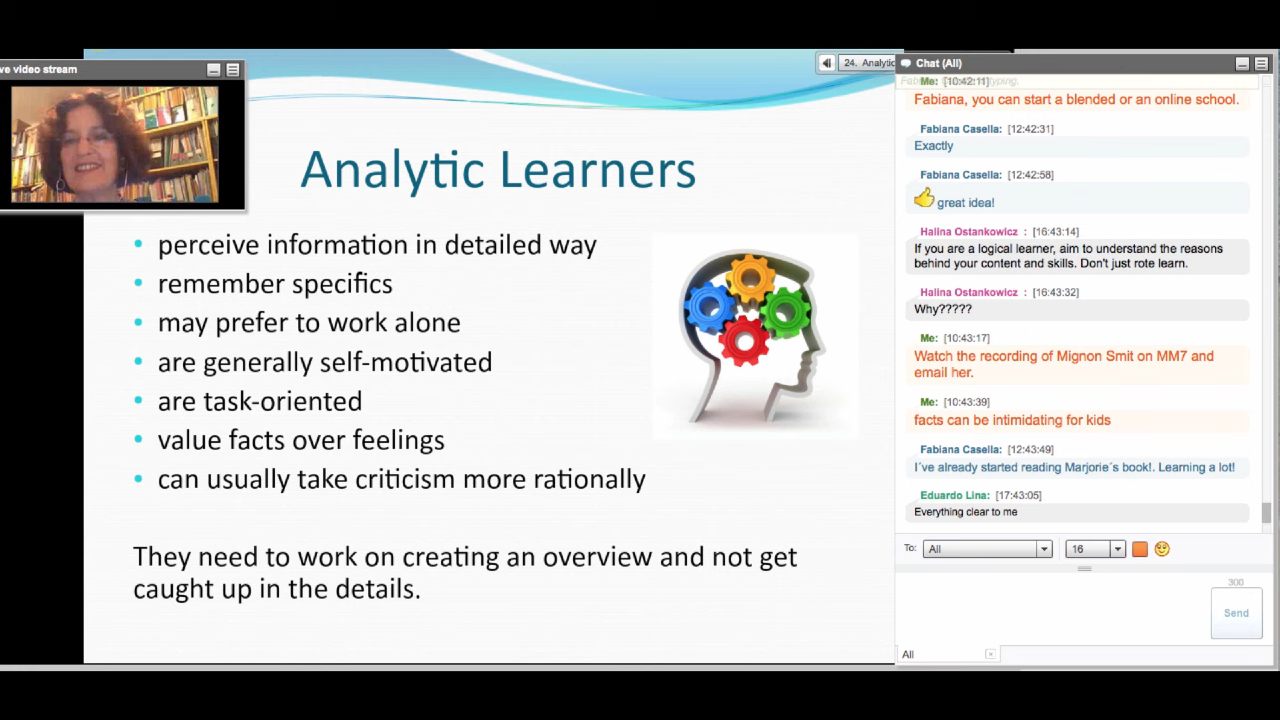 ve video stream
24. Analytic
Analytic Learners
• perceive information in detailed way
• remember specifics
• may prefer to work alone
• are generally self-motivated
• are task-oriented
• value facts over feelings
• can usually take criticism more rationally
They need to work on creating an overview and not get
caught up in the details.
Chat (All)
Me: [10:42:11]
Fabiana, you can start a blended or an online school.
Fabiana Casella: [12:42:31]
Exactly
Fabiana Casella: [12:42:58]
great idea!
Halina Ostankowicz : [16:43:14]
If you are a logical learner, aim to understand the reasons
behind your content and skills. Don't just rote learn.
Halina Ostankowicz : [16:43:32]
Why?????
Me: [10:43:17]
Watch the recording of Mignon Smit on MM7 and
email her.
Me: [10:43:39]
facts can be intimidating for kids
Fabiana Casella: [12:43:49]
I´ve already started reading Marjorie´s book!. Learning a lot!
Eduardo Lina: [17:43:05]
Everything clear to me
To: All 16
300
Send
All